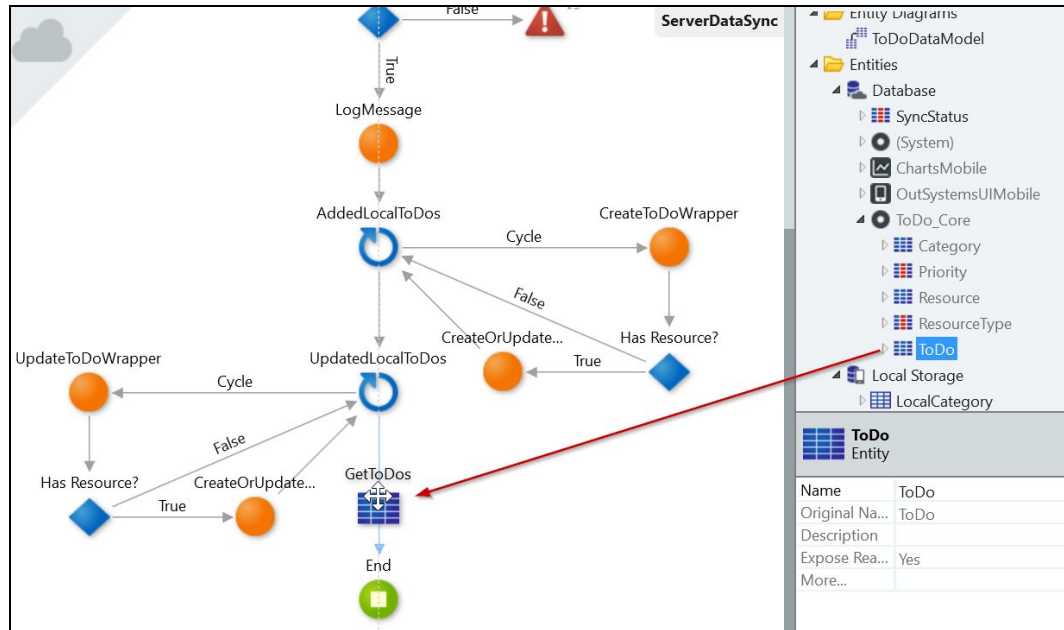 False
ServerDataSync
True
LogMessage
AddedLocalToDos
CreateToDoWrapper
Cycle
False
CreateOrUpdate...
Has Resource?
True
UpdateToDoWrapper
UpdatedLocalToDos
Cycle
False
Has Resource?
CreateOrUpdate...
True
GetToDos
End
Entity Diagrams
ToDoDataModel
Entities
Database
SyncStatus
(System)
ChartsMobile
OutSystemsUIMobile
ToDo_Core
Category
Priority
Resource
ResourceType
ToDo
Local Storage
LocalCategory
ToDo
Entity
Name ToDo
Original Na... ToDo
Description
Expose Rea... Yes
More...